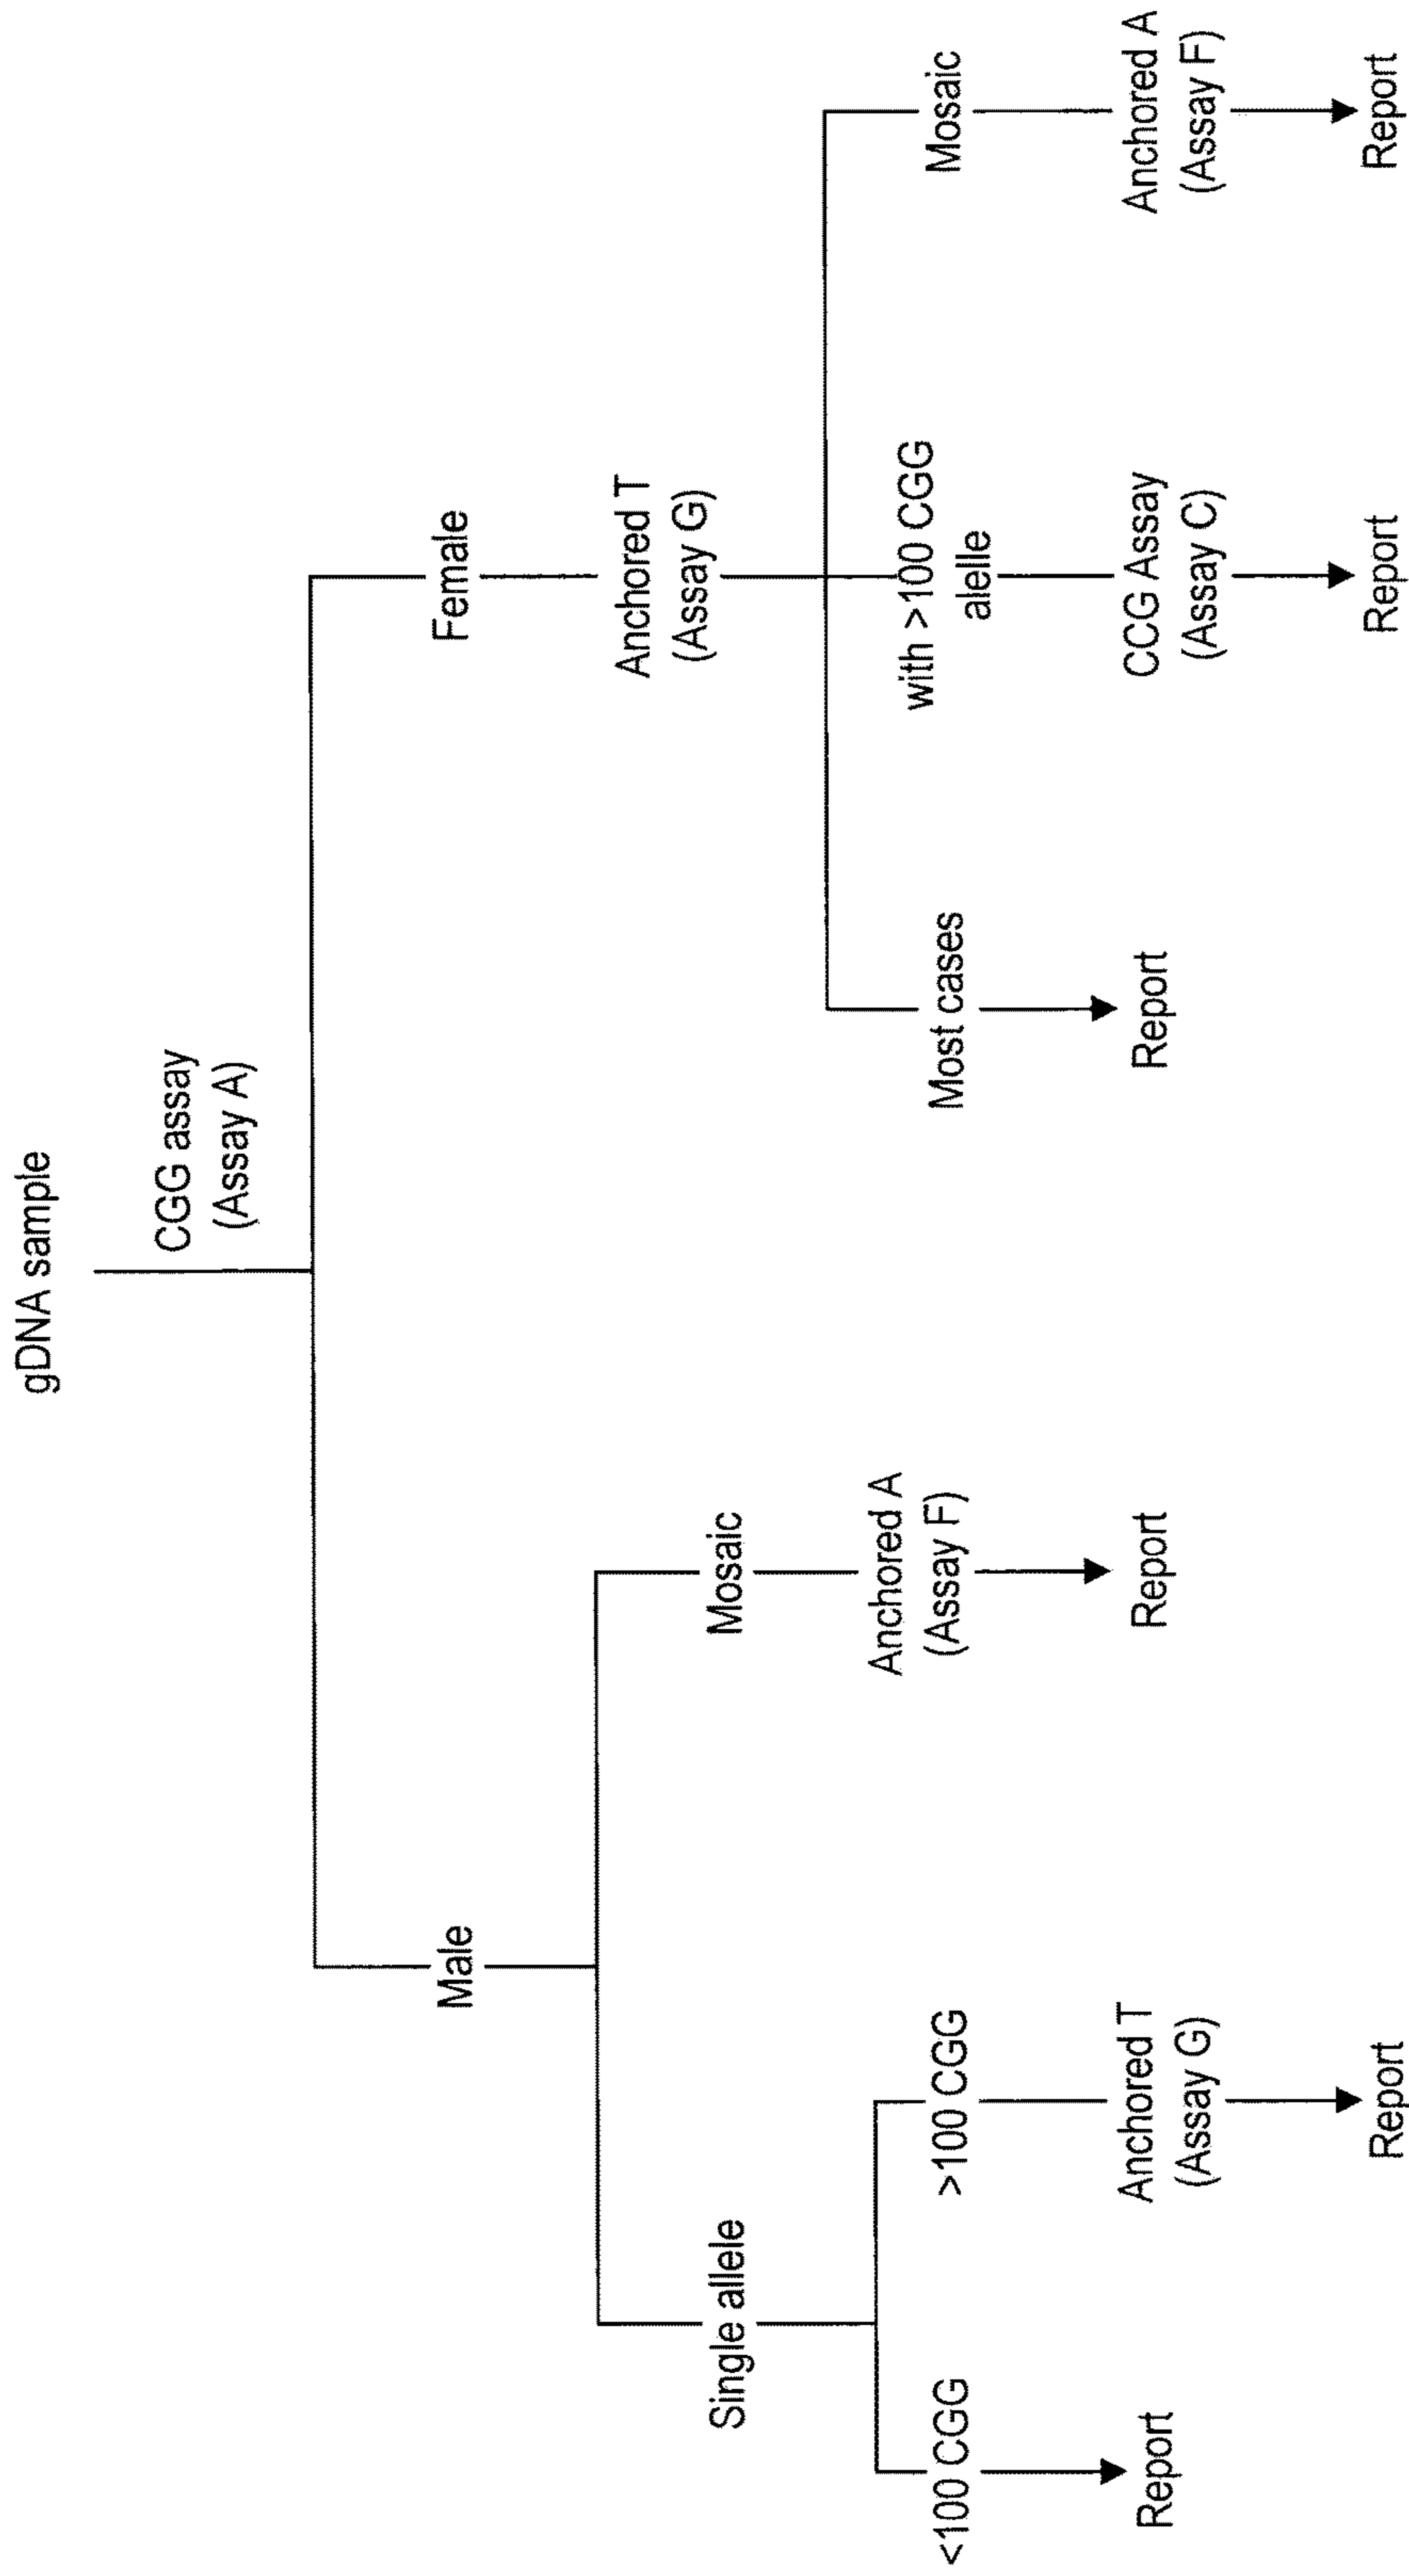 gDNA sample
CGG assay
(Assay A)
Male
Female
Single allele
Mosaic
Anchored T
(Assay G)
<100 CGG
>100 CGG
Anchored A
(Assay F)
Most cases
with >100 CGG
alelle
Mosaic
Report
Anchored T
(Assay G)
Report
Report
Report
CCG Assay
(Assay C)
Report
Anchored A
(Assay F)
Report